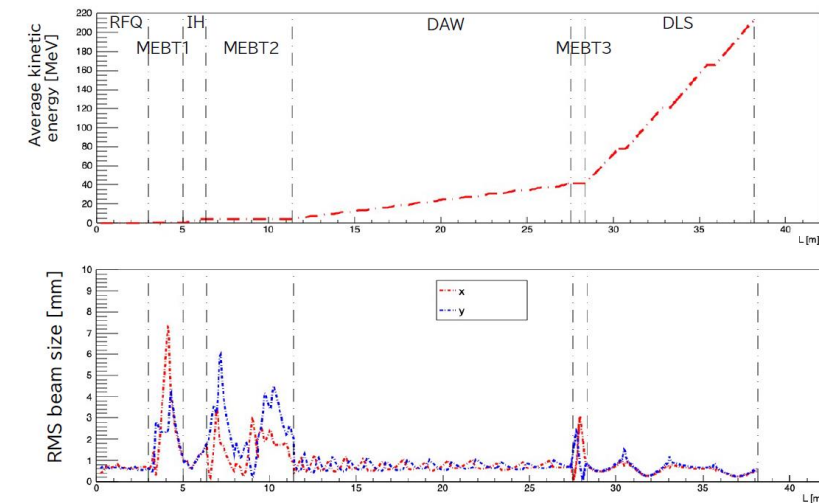 220 RFQ IH DAW DLS
200
MEBT1 MEBT2 MEBT3
180
160
140
120
100
80
60
40
20
0
Average kinetic
energy [MeV]
0 5 10 15 20 25 30 35 40
L [m]
10
9
8
7
6
5
4
3
2
1
0
RMS beam size [mm]
x
y
0 5 10 15 20 25 30 35 40
L [m]